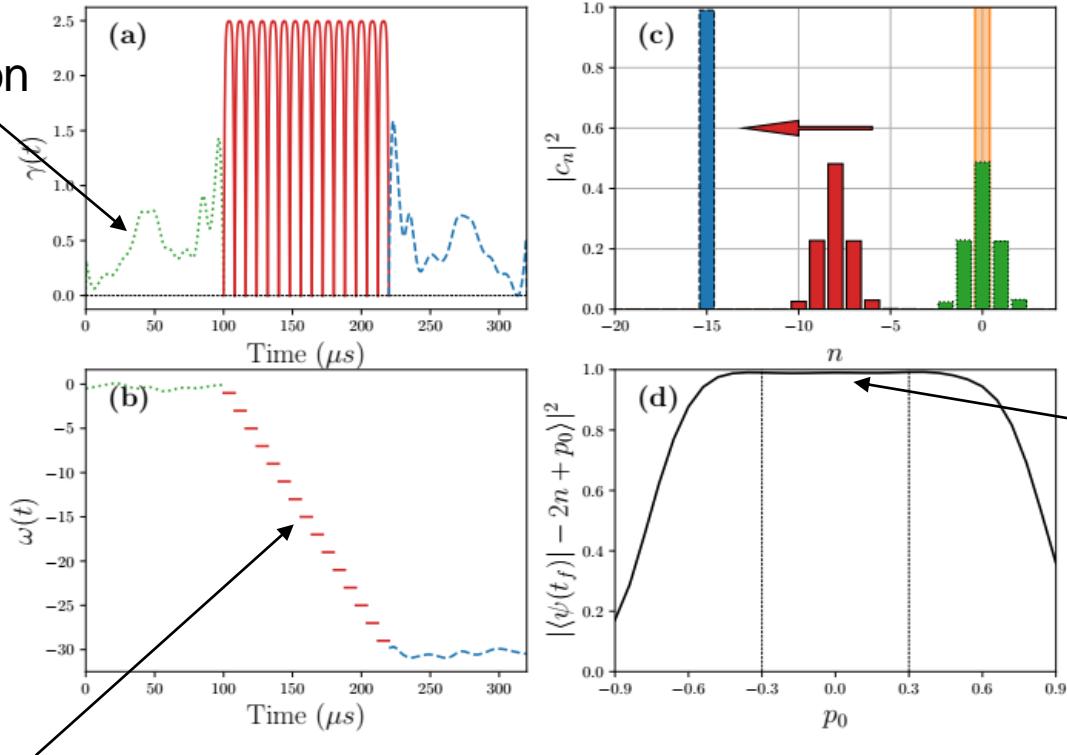 on
(a)
γ(t)
2.5
2.0
1.5
0.5
0.0
0 50 100 150 200 250 300
Time (μs)
(c)
|c_n|^2
1.0
0.8
0.6
0.4
0.2
0.0
−20 −15 −10 −5 0
n
(b)
ω(t)
0
−5
−10
−15
−20
−25
−30
0 50 100 150 200 250 300
Time (μs)
(d)
|⟨ψ(t_f)| − 2n + p_0⟩|^2
1.0
0.8
0.6
0.4
0.2
0.0
−0.9 −0.6 −0.3 0.0 0.3 0.6 0.9
p_0